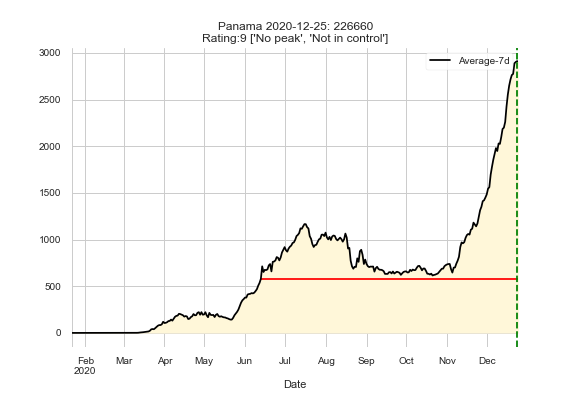 Panama 2020-12-25: 226660
Rating:9 ['No peak', 'Not in control']
Average-7d
3000
2500
2000
1500
1000
500
0
Feb Mar Apr May Jun Jul Aug Sep Oct Nov Dec
2020
Date